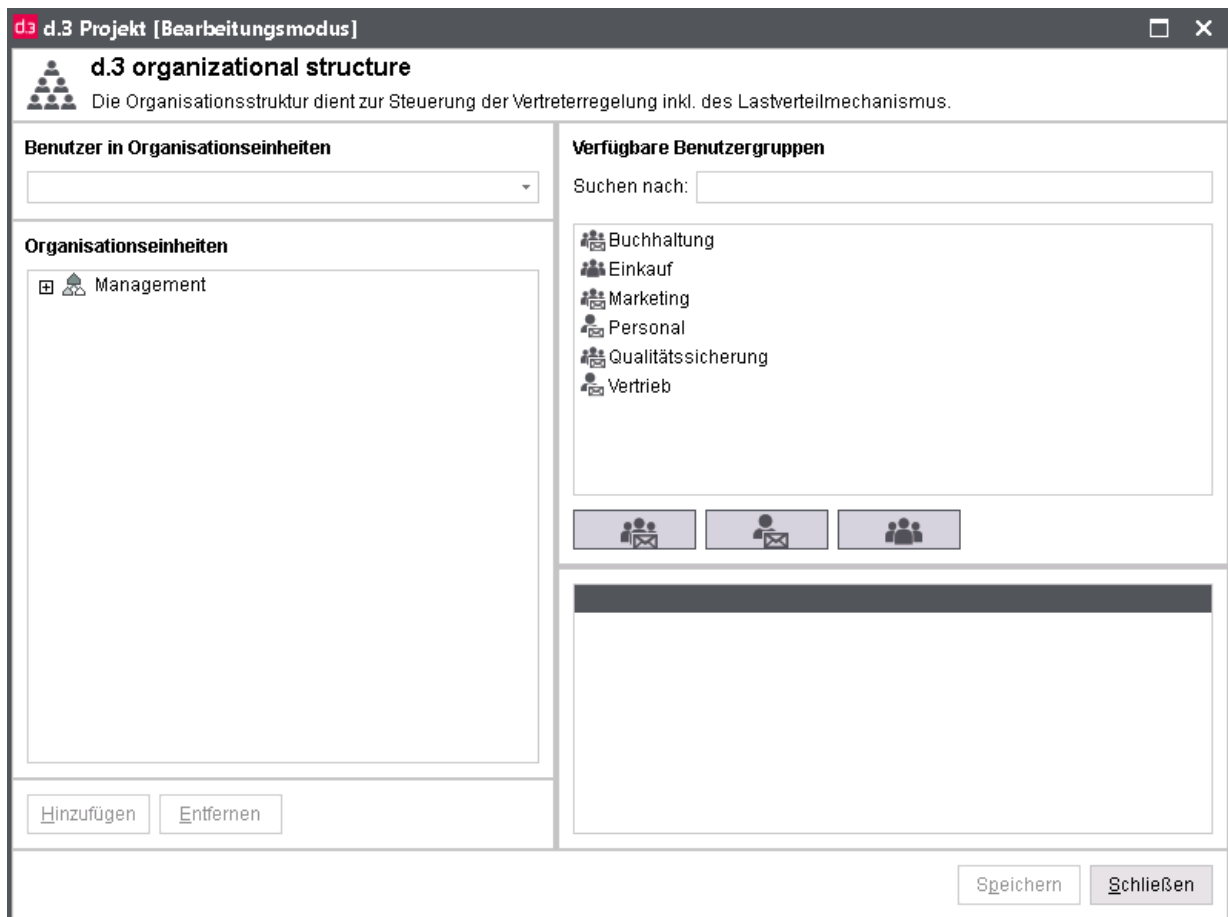 d.3 d.3 Projekt [Bearbeitungsmodus]
d.3 organizational structure
Die Organisationsstruktur dient zur Steuerung der Vertreterregelung inkl. des Lastverteilmechanismus.
Benutzer in Organisationseinheiten
Organisationseinheiten
Management
Hinzufügen Entfernen
Verfügbare Benutzergruppen
Suchen nach:
Buchhaltung
Einkauf
Marketing
Personal
Qualitätssicherung
Vertrieb
Speichern Schließen